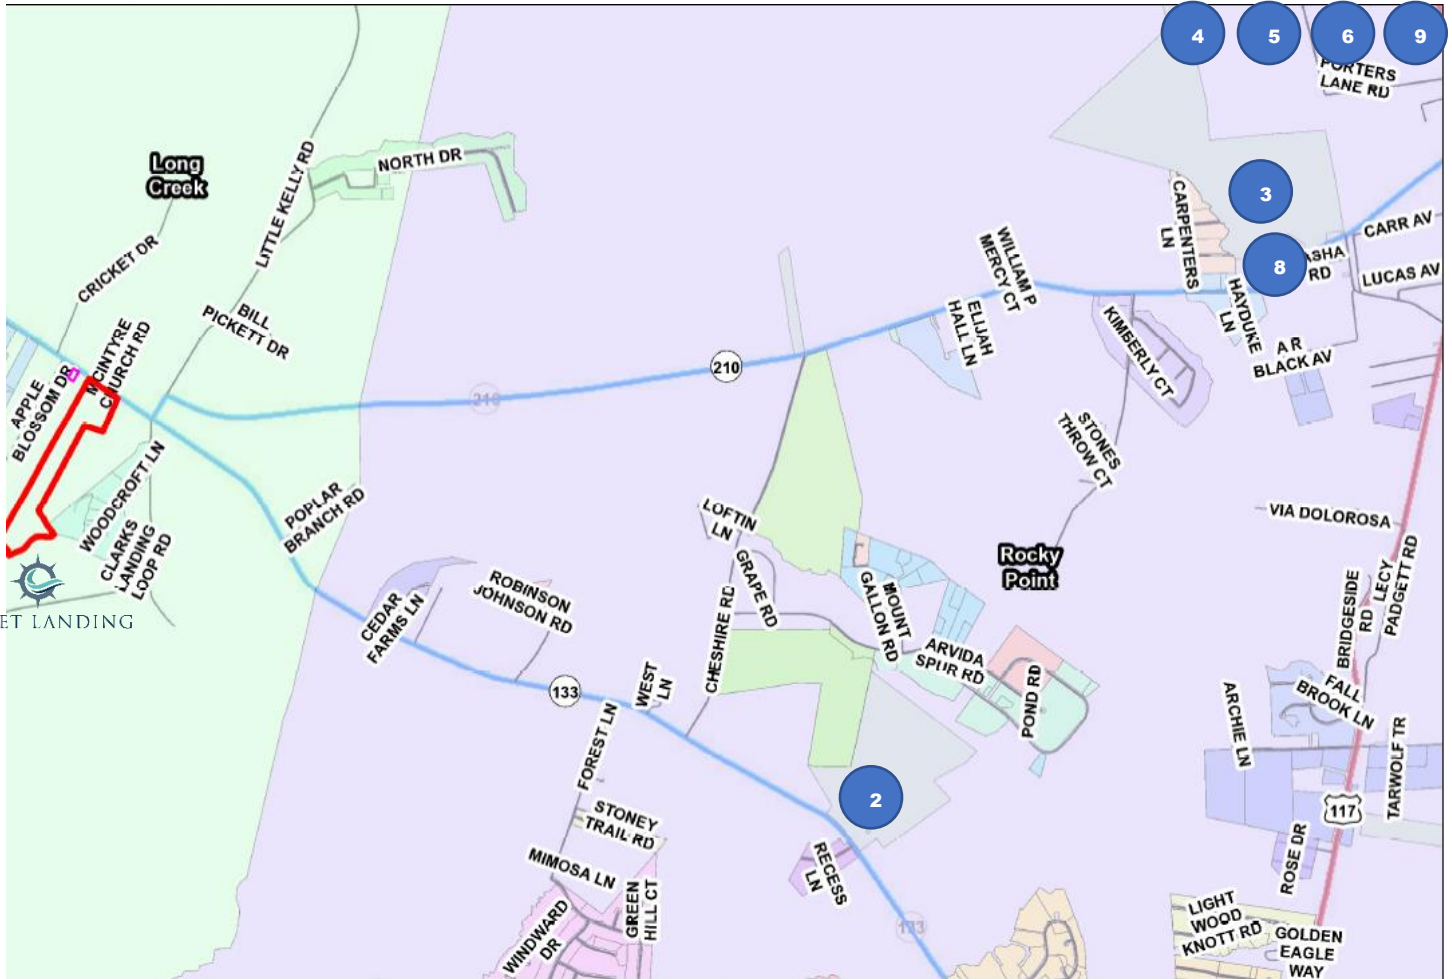 4
5
6
9
PORTERS
LANE RD
Long
Creek
NORTH DR
LITTLE KELLY RD
CARPENTERS
LN
3
CARR AV
CRICKET DR
WILLIAM P
MERCY CT
8
ASHA
RD
LUCAS AV
BILL
PICKETT DR
ELIJAH
HALL LN
HAYDUKE
LN
KIMBERLY CT
A R
BLACK AV
MCINTYRE
CHURCH RD
APPLE
BLOSSOM DR
210
210
STONES
THROW CT
WOODCROFT LN
POPLAR
BRANCH RD
CLARKS
LANDING
LOOP RD
LOFTIN
LN
GRAPE RD
VIA DOLOROSA
Rocky
Point
LECY
PADGETT RD
BRIDGESIDE
RD
ET LANDING
CEDAR
FARMS LN
ROBINSON
JOHNSON RD
CHESHIRE RD
MOUNT
GALLON RD
ARVIDA
SPUR RD
POND RD
133
WEST
LN
FOREST LN
ARCHIE LN
FALL
BROOK LN
TARWOLF TR
2
117
STONEY
TRAIL RD
MIMOSA LN
RECESS
LN
ROSE DR
GREEN
HILL CT
WINDWARD
DR
133
LIGHT
WOOD
KNOTT RD
GOLDEN
EAGLE
WAY